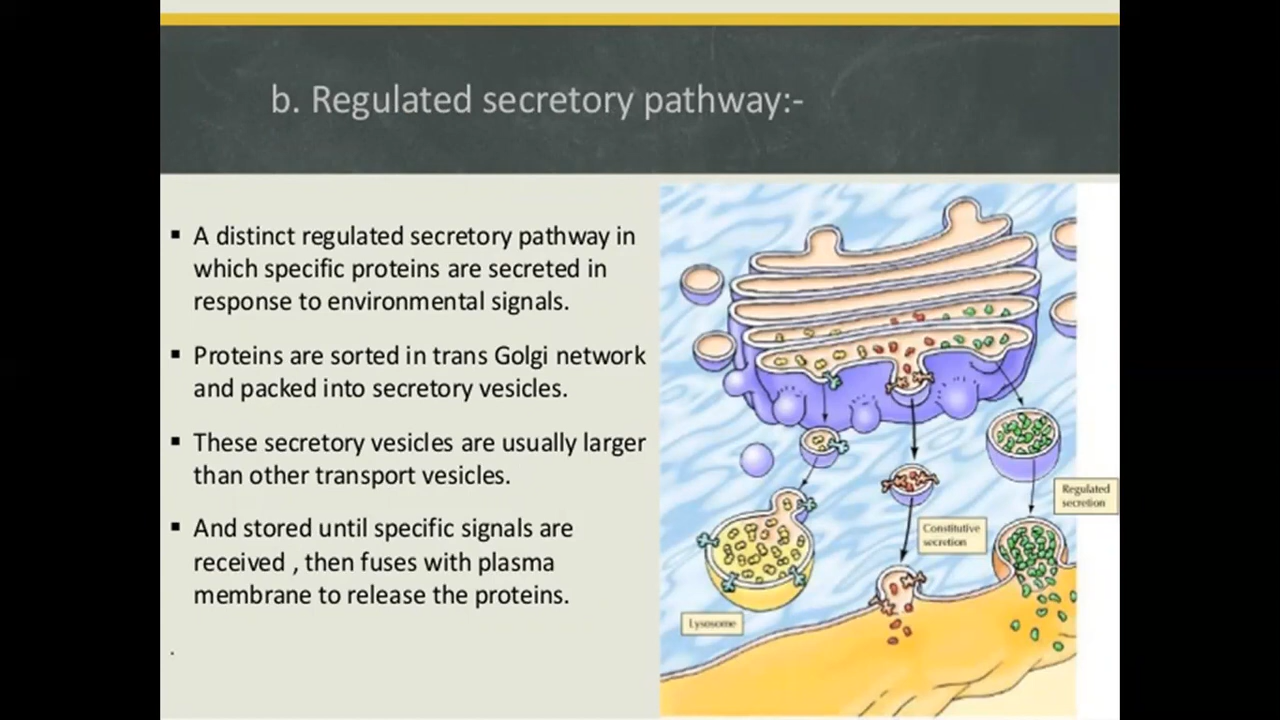 b. Regulated secretory pathway:-
▪ A distinct regulated secretory pathway in
which specific proteins are secreted in
response to environmental signals.
▪ Proteins are sorted in trans Golgi network
and packed into secretory vesicles.
▪ These secretory vesicles are usually larger
than other transport vesicles.
▪ And stored until specific signals are
received , then fuses with plasma
membrane to release the proteins.
.
Regulated
secretion
Constitutive
secretion
Lysosome